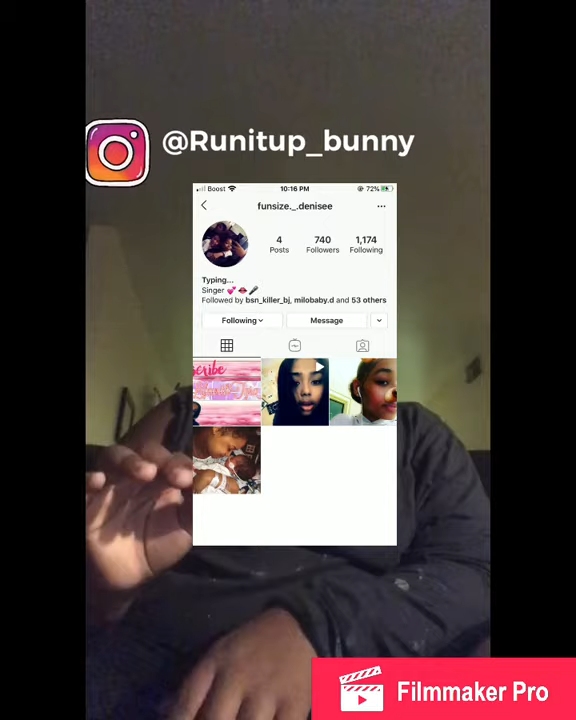 @Runitup_bunny
Boost 10:16 PM 72%
funsize._.denisee
4 740 1,174
Posts Followers Following
Typing...
Singer 💕👄🎤
Followed by bsn_killer_bj, milobaby.d and 53 others
Following Message
cribe
Filmmaker Pro